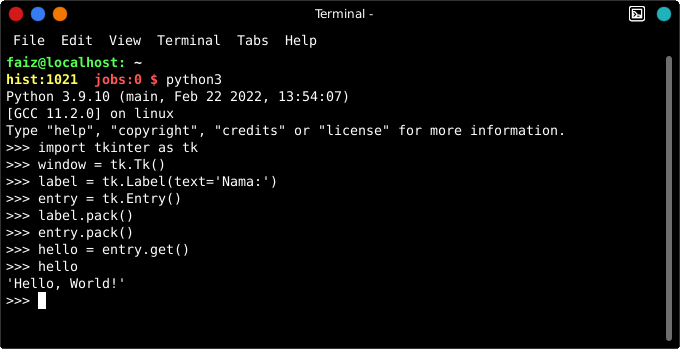 Terminal -
File Edit View Terminal Tabs Help
faiz@localhost: ~
hist:1021  jobs:0 $ python3
Python 3.9.10 (main, Feb 22 2022, 13:54:07)
[GCC 11.2.0] on linux
Type "help", "copyright", "credits" or "license" for more information.
>>> import tkinter as tk
>>> window = tk.Tk()
>>> label = tk.Label(text='Nama:')
>>> entry = tk.Entry()
>>> label.pack()
>>> entry.pack()
>>> hello = entry.get()
>>> hello
'Hello, World!'
>>>